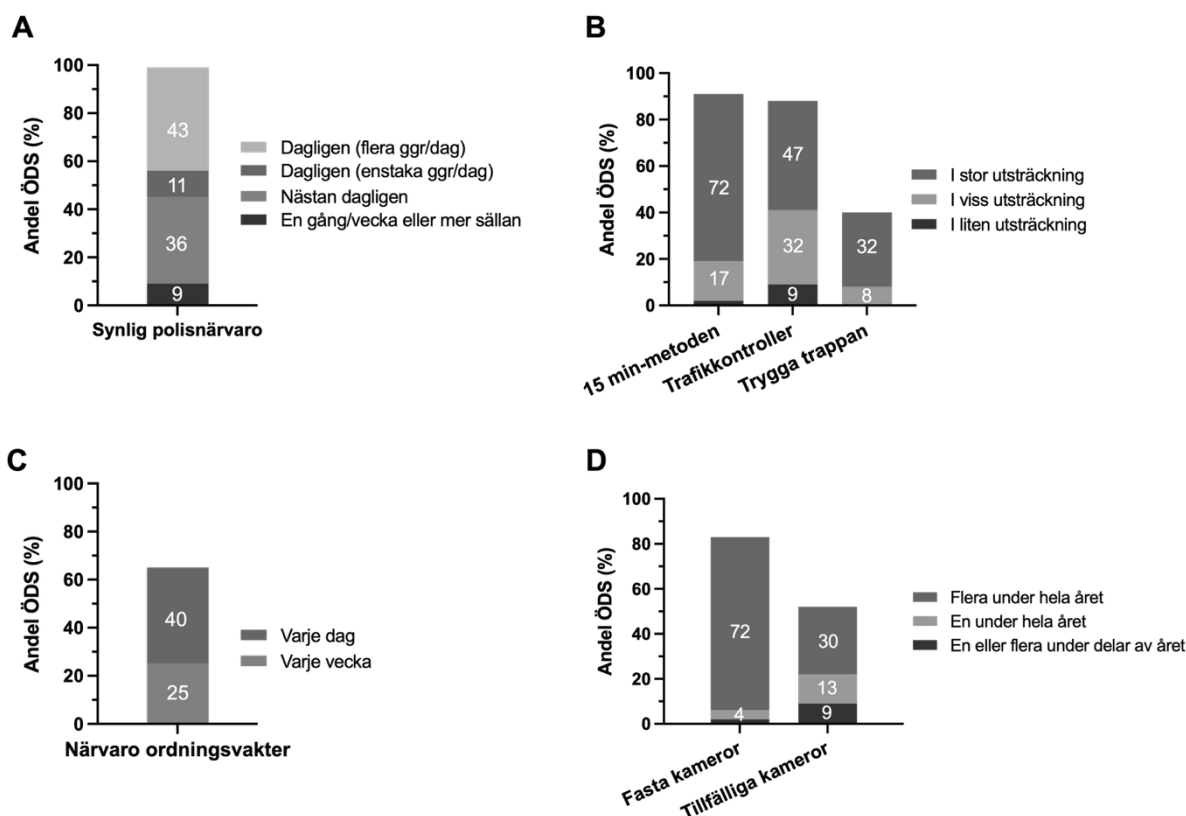 A
Andel ÖDS (%)
100
80
60
40
20
0
43
11
36
9
Synlig polisnärvaro
Dagligen (flera ggr/dag)
Dagligen (enstaka ggr/dag)
Nästan dagligen
En gång/vecka eller mer sällan
B
Andel ÖDS (%)
100
80
60
40
20
0
72
17
47
32
9
32
8
15 min-metoden
Trafikkontroller
Trygga trappan
I stor utsträckning
I viss utsträckning
I liten utsträckning
C
Andel ÖDS (%)
100
80
60
40
20
0
40
25
Närvaro ordningsvakter
Varje dag
Varje vecka
D
Andel ÖDS (%)
100
80
60
40
20
0
72
4
30
13
9
Fasta kameror
Tillfälliga kameror
Flera under hela året
En under hela året
En eller flera under delar av året